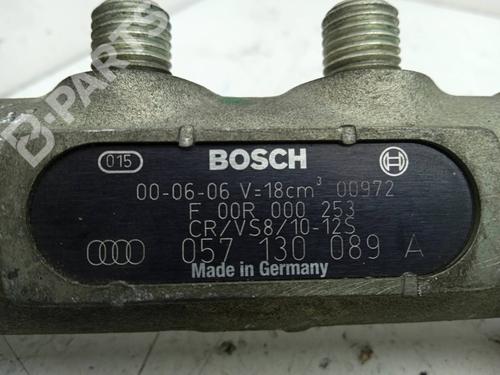 B-PARTS
015 BOSCH
00-06-06 V=18cm³ 00972
F 00R 000 253
CR/VS8/10-12S
057 130 089 A
Made in Germany